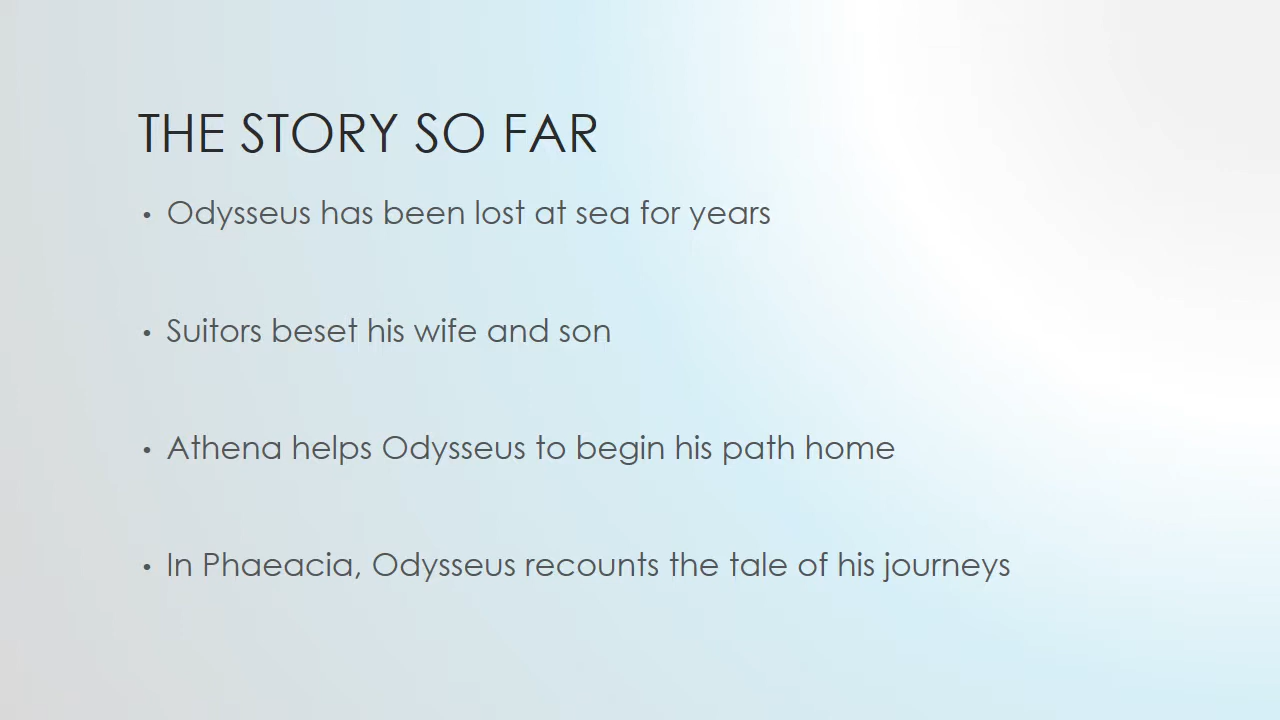 THE STORY SO FAR
• Odysseus has been lost at sea for years
• Suitors beset his wife and son
• Athena helps Odysseus to begin his path home
• In Phaeacia, Odysseus recounts the tale of his journeys